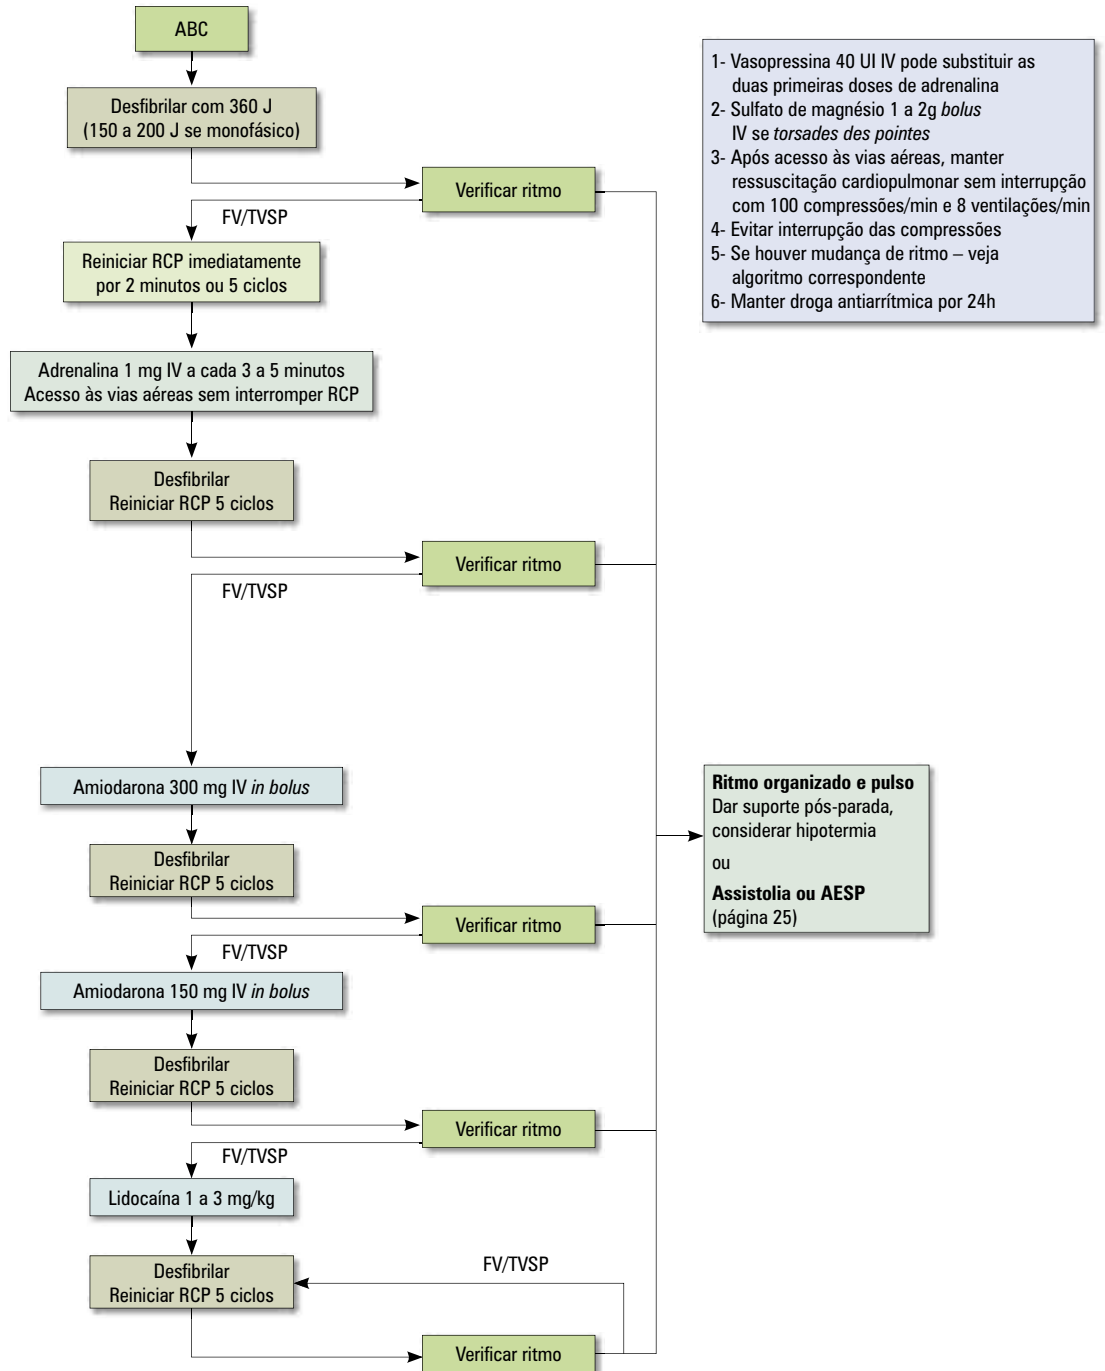 ABC
Desfibrilar com 360 J
(150 a 200 J se monofásico)
Verificar ritmo
FV/TVSP
Reiniciar RCP imediatamente
por 2 minutos ou 5 ciclos
Adrenalina 1 mg IV a cada 3 a 5 minutos
Acesso às vias aéreas sem interromper RCP
Desfibrilar
Reiniciar RCP 5 ciclos
Verificar ritmo
FV/TVSP
Amiodarona 300 mg IV in bolus
Desfibrilar
Reiniciar RCP 5 ciclos
Verificar ritmo
FV/TVSP
Amiodarona 150 mg IV in bolus
Desfibrilar
Reiniciar RCP 5 ciclos
Verificar ritmo
FV/TVSP
Lidocaína 1 a 3 mg/kg
Desfibrilar
Reiniciar RCP 5 ciclos
FV/TVSP
Verificar ritmo
1- Vasopressina 40 UI IV pode substituir as
duas primeiras doses de adrenalina
2- Sulfato de magnésio 1 a 2g bolus
IV se torsades des pointes
3- Após acesso às vias aéreas, manter
ressuscitação cardiopulmonar sem interrupção
com 100 compressões/min e 8 ventilações/min
4- Evitar interrupção das compressões
5- Se houver mudança de ritmo – veja
algoritmo correspondente
6- Manter droga antiarrítmica por 24h
Ritmo organizado e pulso
Dar suporte pós-parada,
considerar hipotermia
ou
Assistolia ou AESP
(página 25)